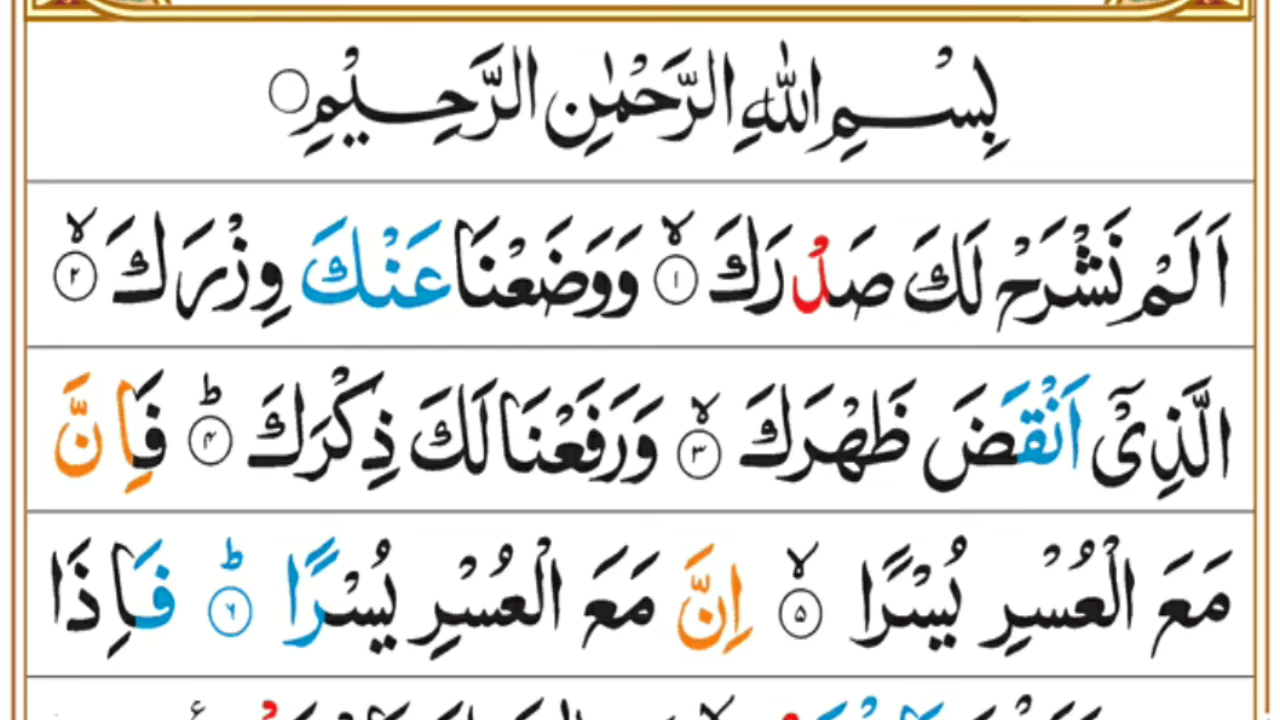 بِسْمِ اللّٰهِ الرَّحْمٰنِ الرَّحِيْمِ ۝
اَلَمْ نَشْرَحْ لَكَ صَدْرَكَ ۙ۝۱ وَوَضَعْنَا عَنْكَ وِزْرَكَ ۙ۝۲
الَّذِیْۤ اَنْقَضَ ظَهْرَكَ ۙ۝۳ وَرَفَعْنَا لَكَ ذِكْرَكَ ؕ۝۴ فَاِنَّ
مَعَ الْعُسْرِ يُسْرًا ۙ۝۵ اِنَّ مَعَ الْعُسْرِ يُسْرًا ؕ۝۶ فَاِذَا